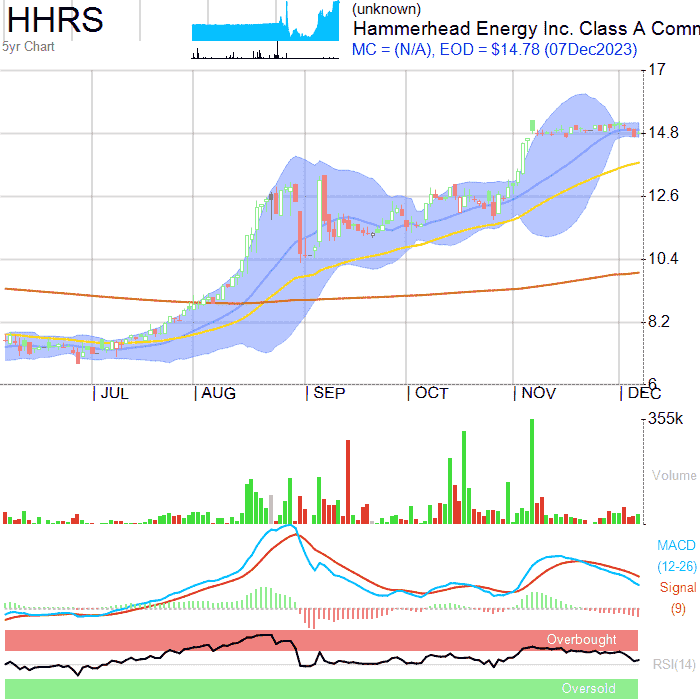 HHRS
5yr Chart
(unknown)
Hammerhead Energy Inc. Class A Comm
MC = (N/A), EOD = $14.78 (07Dec2023)
17
14.8
12.6
10.4
8.2
6
JUL AUG SEP OCT NOV DEC
355k
Volume
MACD
(12-26)
Signal
(9)
Overbought
RSI(14)
Oversold